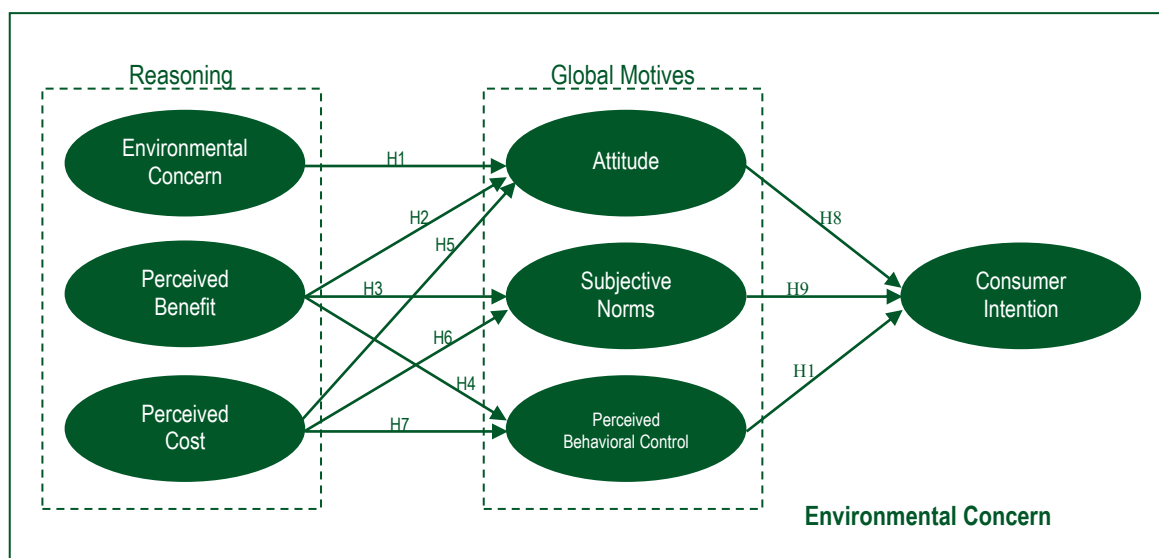 Reasoning
Global Motives
Environmental
Concern
H1
Attitude
H2
H5
H8
Perceived
Benefit
H3
Subjective
Norms
H9
Consumer
Intention
H6
H4
H1
Perceived
Cost
H7
Perceived
Behavioral Control
Environmental Concern